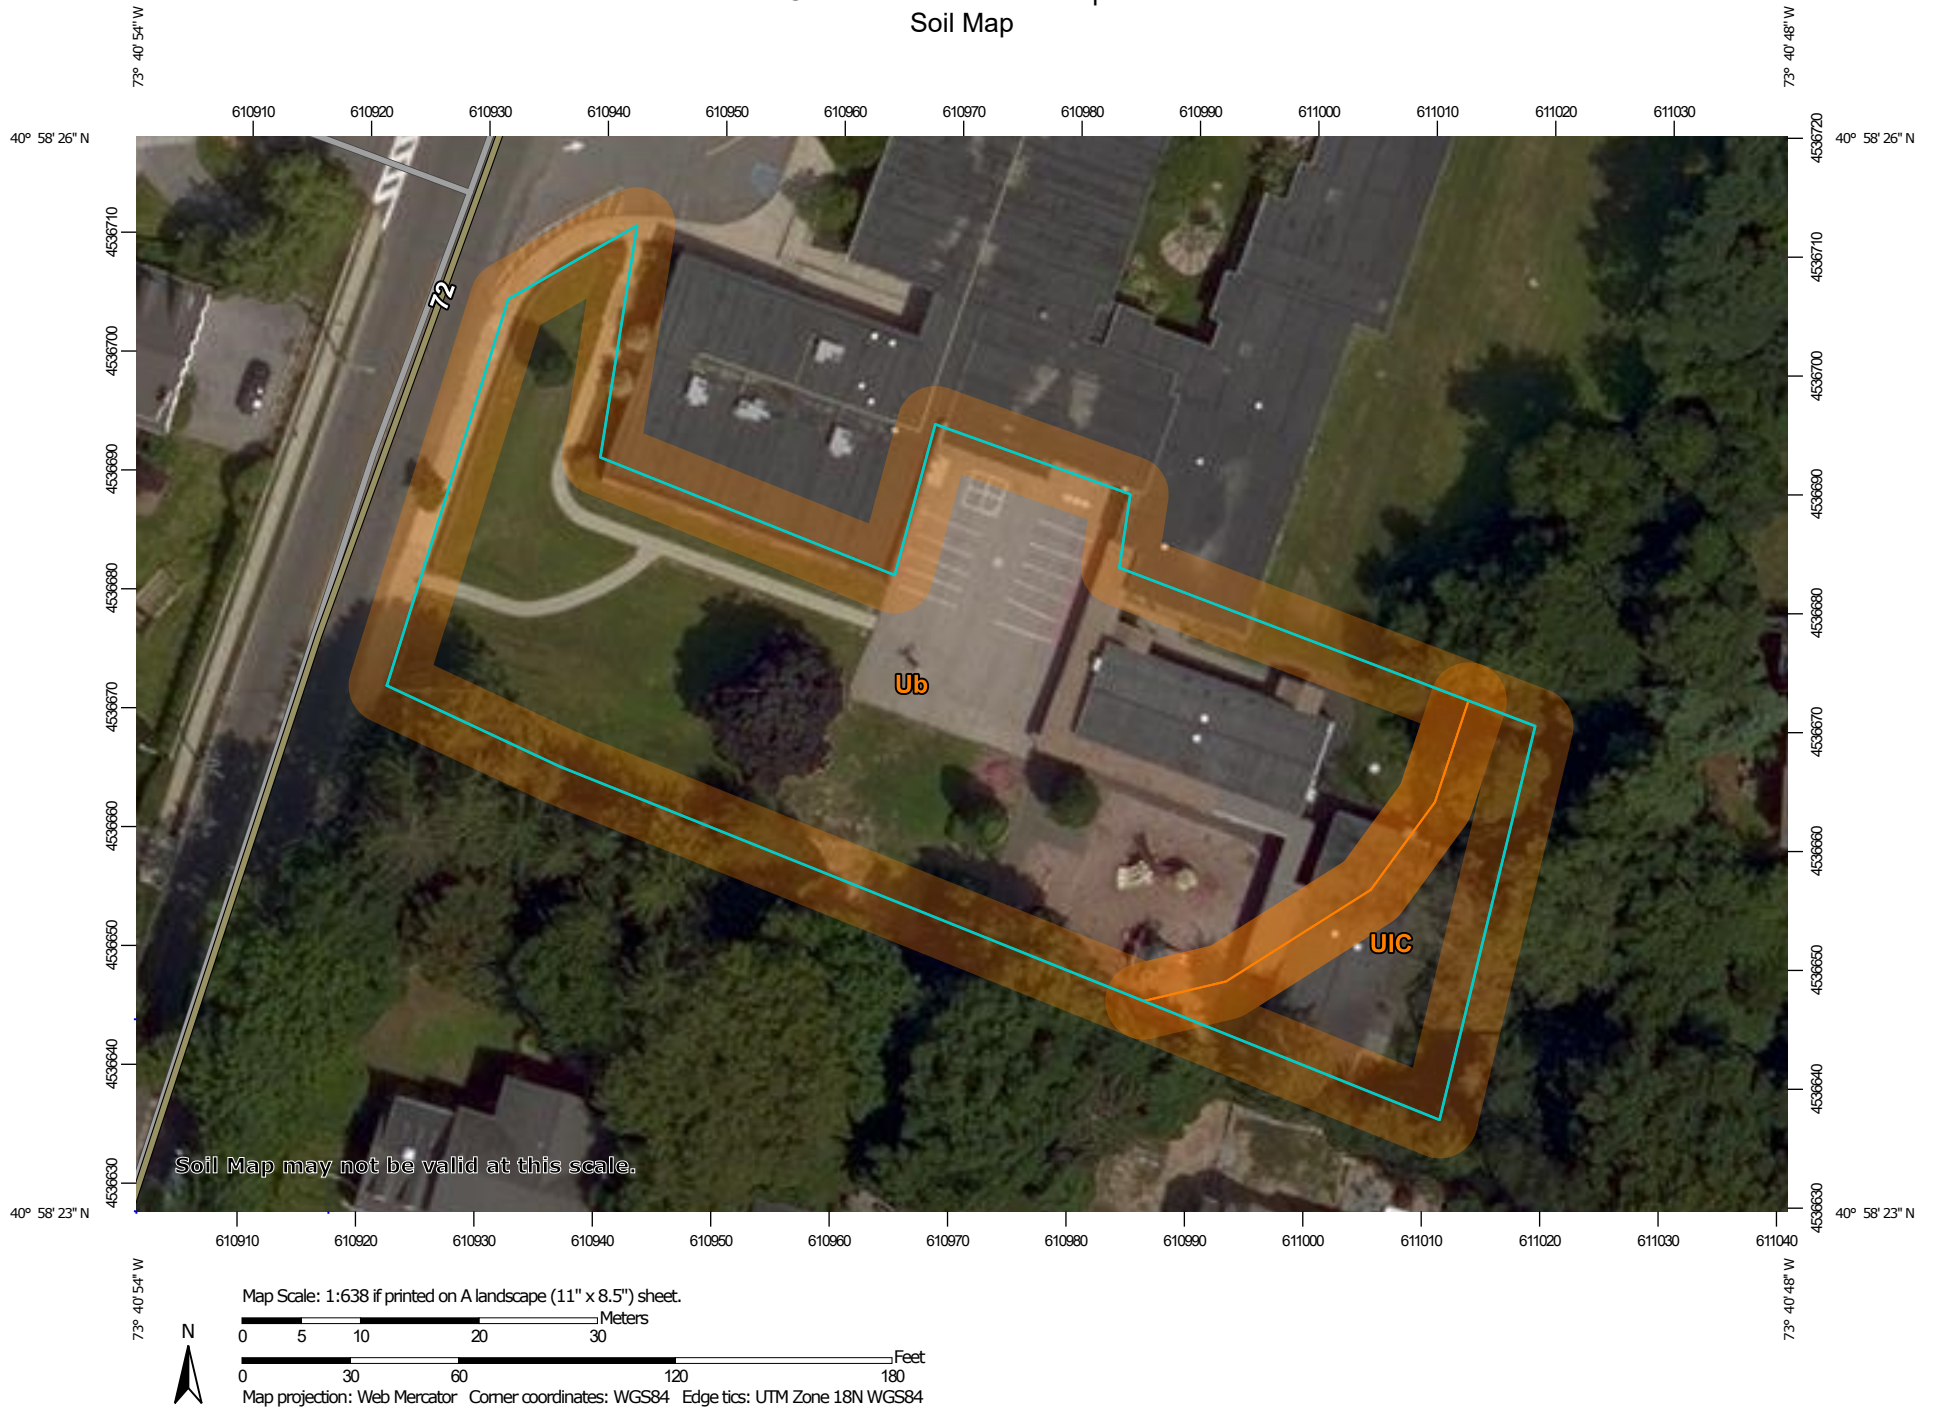 Soil Map
73° 40' 54'' W
73° 40' 48'' W
610910 610920 610930 610940 610950 610960 610970 610980 610990 611000 611010 611020 611030
40° 58' 26'' N
40° 58' 26'' N
4536710
4536700
4536690
4536680
4536670
4536660
4536650
4536640
4536630
4536720
4536710
4536700
4536690
4536680
4536670
4536660
4536650
4536640
4536630
72
Ub
UlC
Soil Map may not be valid at this scale.
40° 58' 23'' N
40° 58' 23'' N
610910 610920 610930 610940 610950 610960 610970 610980 610990 611000 611010 611020 611030 611040
73° 40' 54'' W
73° 40' 48'' W
Map Scale: 1:638 if printed on A landscape (11" x 8.5") sheet.
Meters
0 5 10 20 30
N
Feet
0 30 60 120 180
Map projection: Web Mercator Corner coordinates: WGS84 Edge tics: UTM Zone 18N WGS84